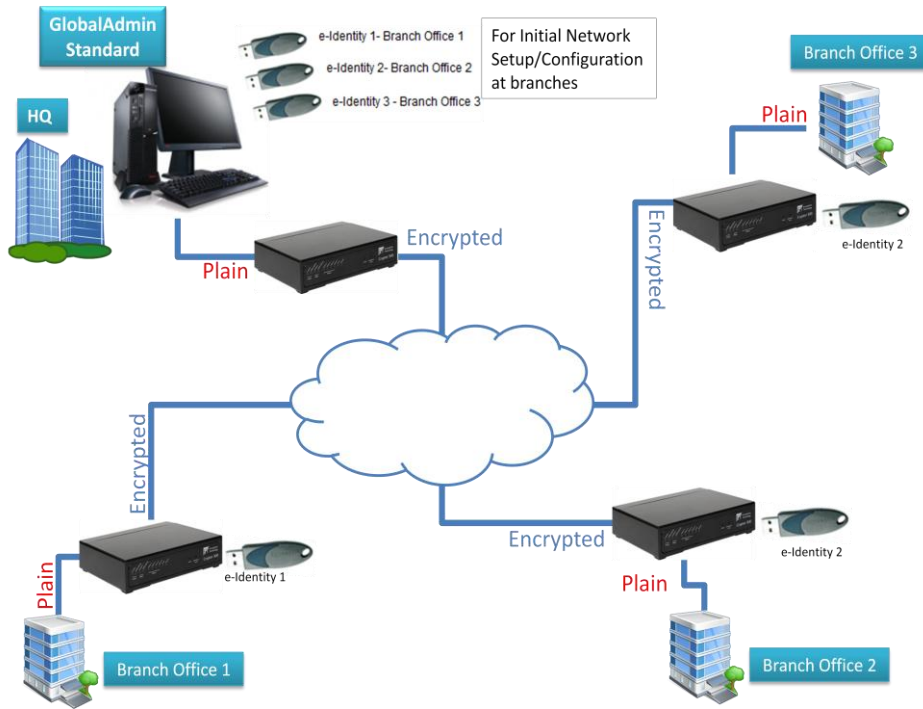 GlobalAdmin
Standard
e-Identity 1- Branch Office 1
e-Identity 2- Branch Office 2
e-Identity 3 - Branch Office 3
For Initial Network
Setup/Configuration
at branches
Branch Office 3
HQ
Plain
Encrypted
Plain
Encrypted
e-Identity 2
Encrypted
Plain
e-Identity 1
Branch Office 1
Encrypted
e-Identity 2
Plain
Branch Office 2